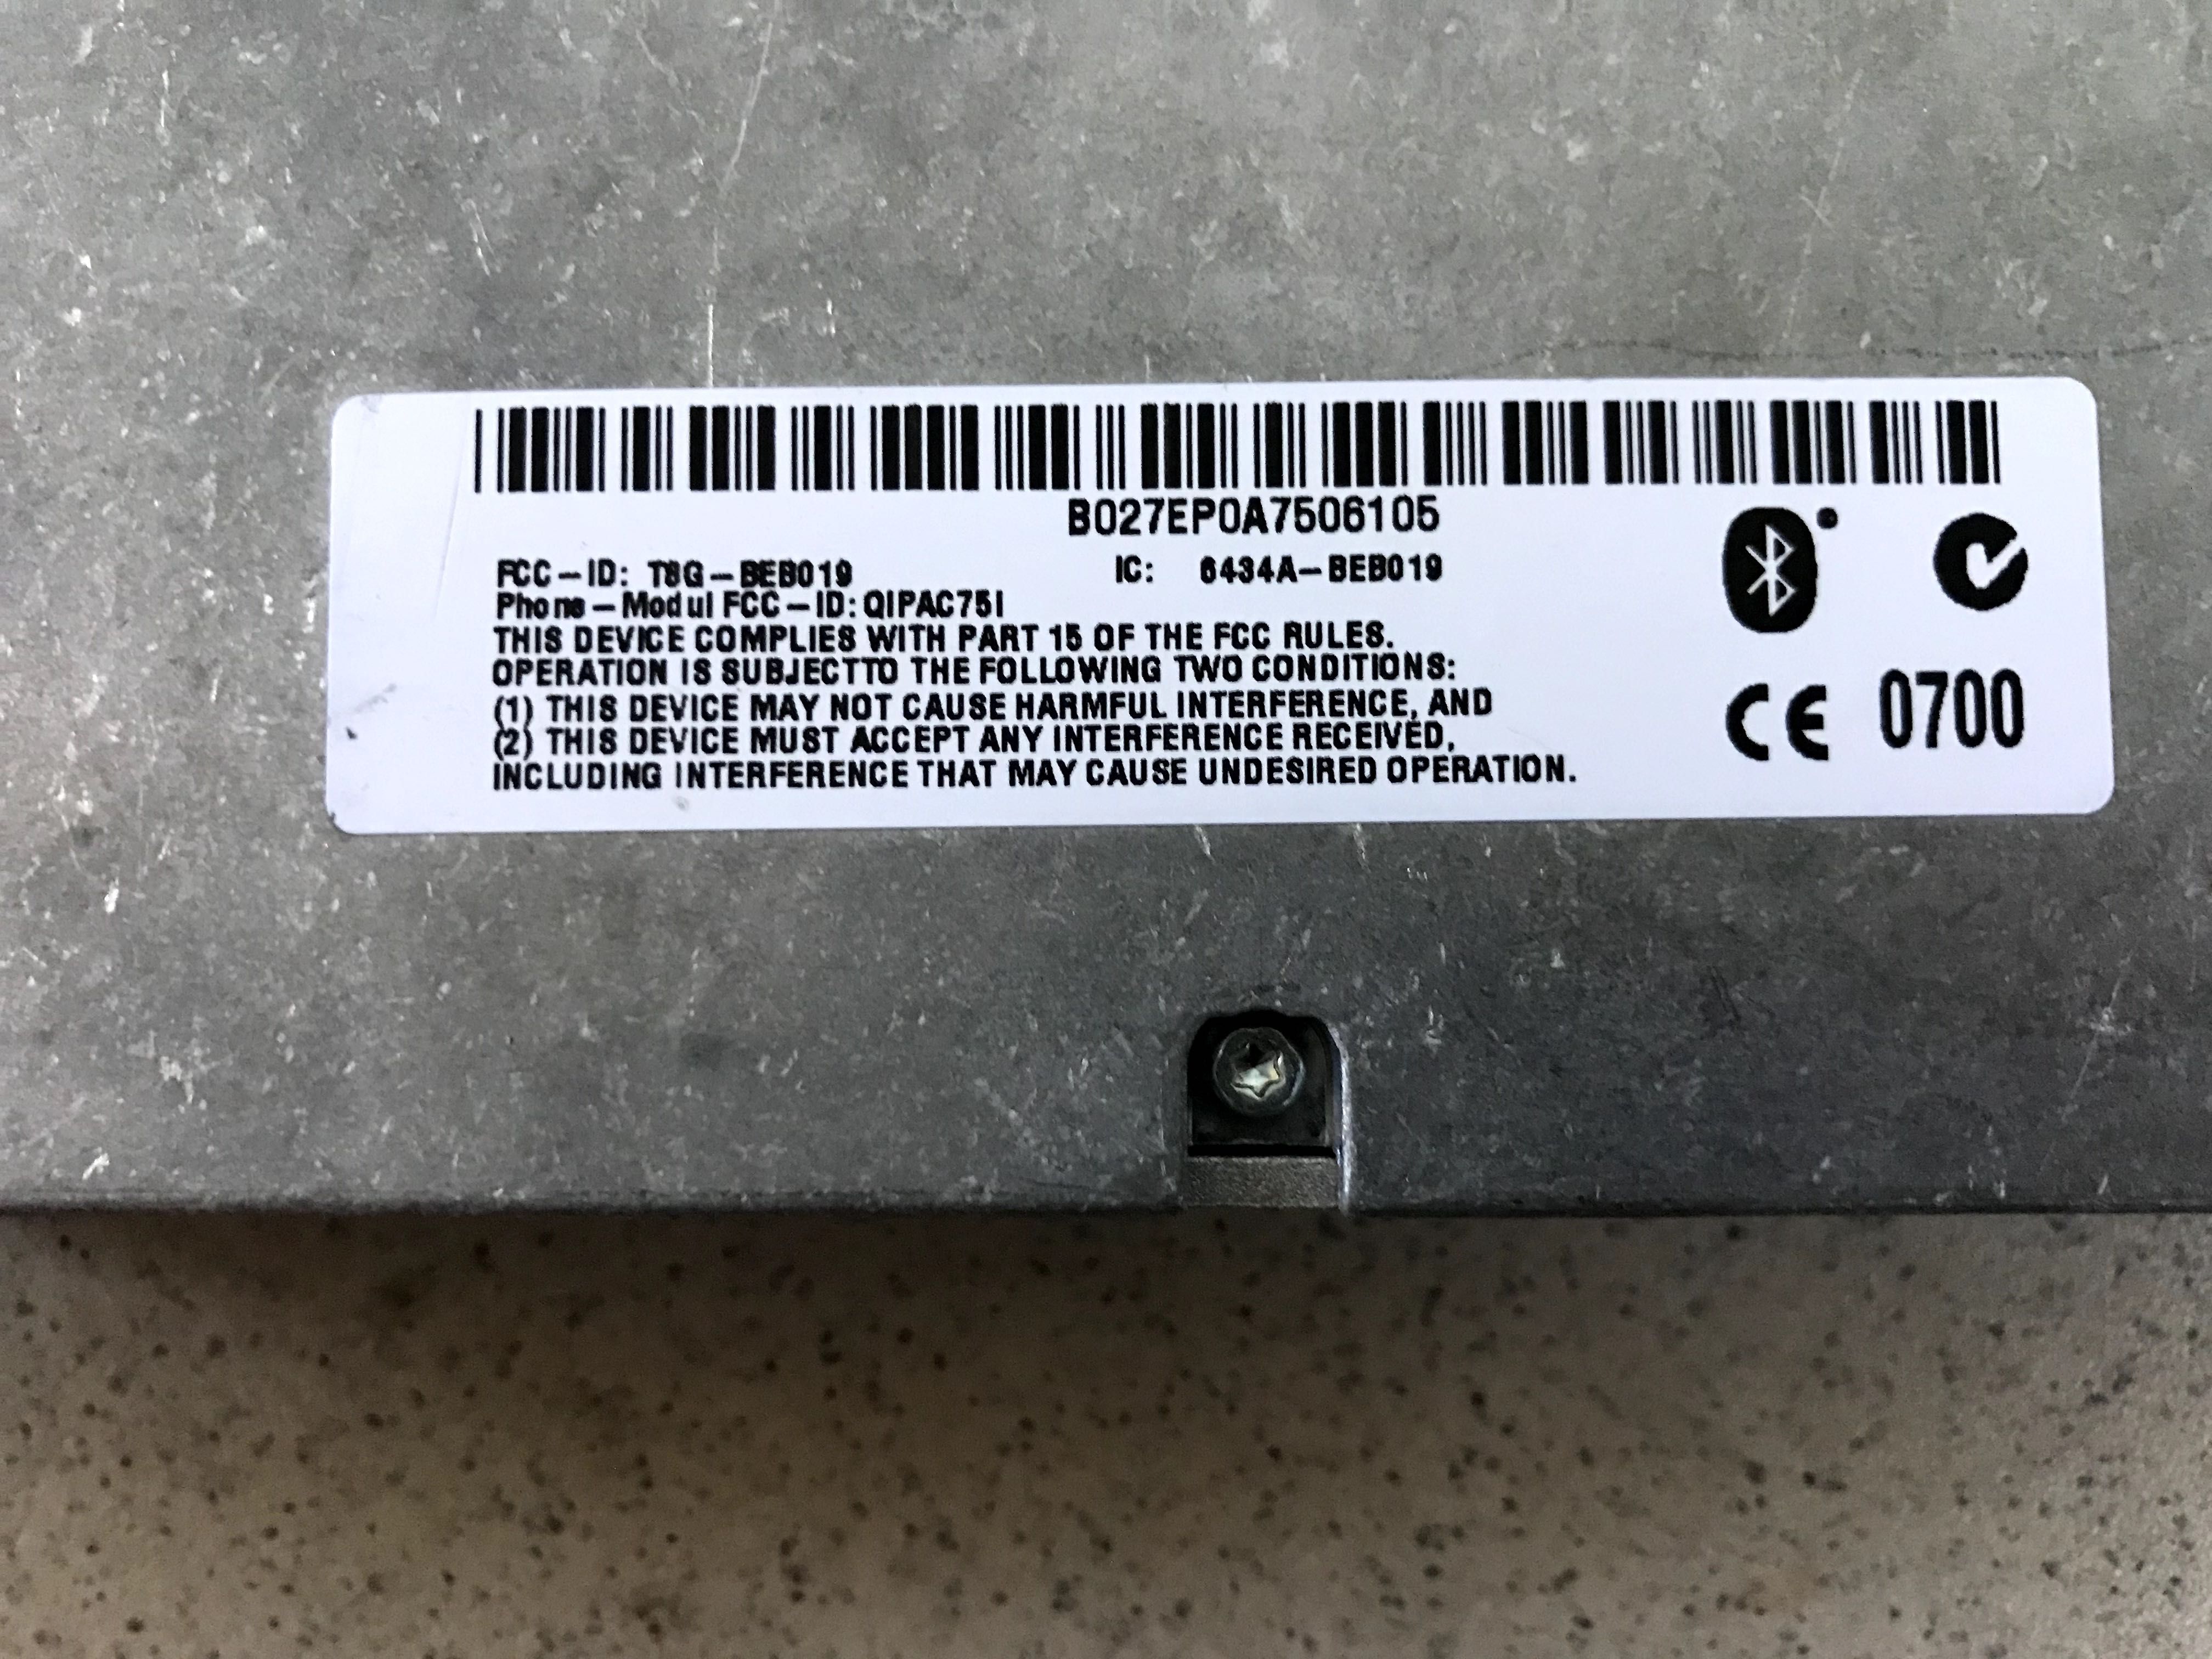 B027EP0A7506105
FCC-ID: T8G-BEB019 IC: 6434A-BEB019
Phone-Modul FCC-ID: QIPAC75I
THIS DEVICE COMPLIES WITH PART 15 OF THE FCC RULES.
OPERATION IS SUBJECTTO THE FOLLOWING TWO CONDITIONS:
(1) THIS DEVICE MAY NOT CAUSE HARMFUL INTERFERENCE, AND
(2) THIS DEVICE MUST ACCEPT ANY INTERFERENCE RECEIVED,
INCLUDING INTERFERENCE THAT MAY CAUSE UNDESIRED OPERATION.
CE 0700